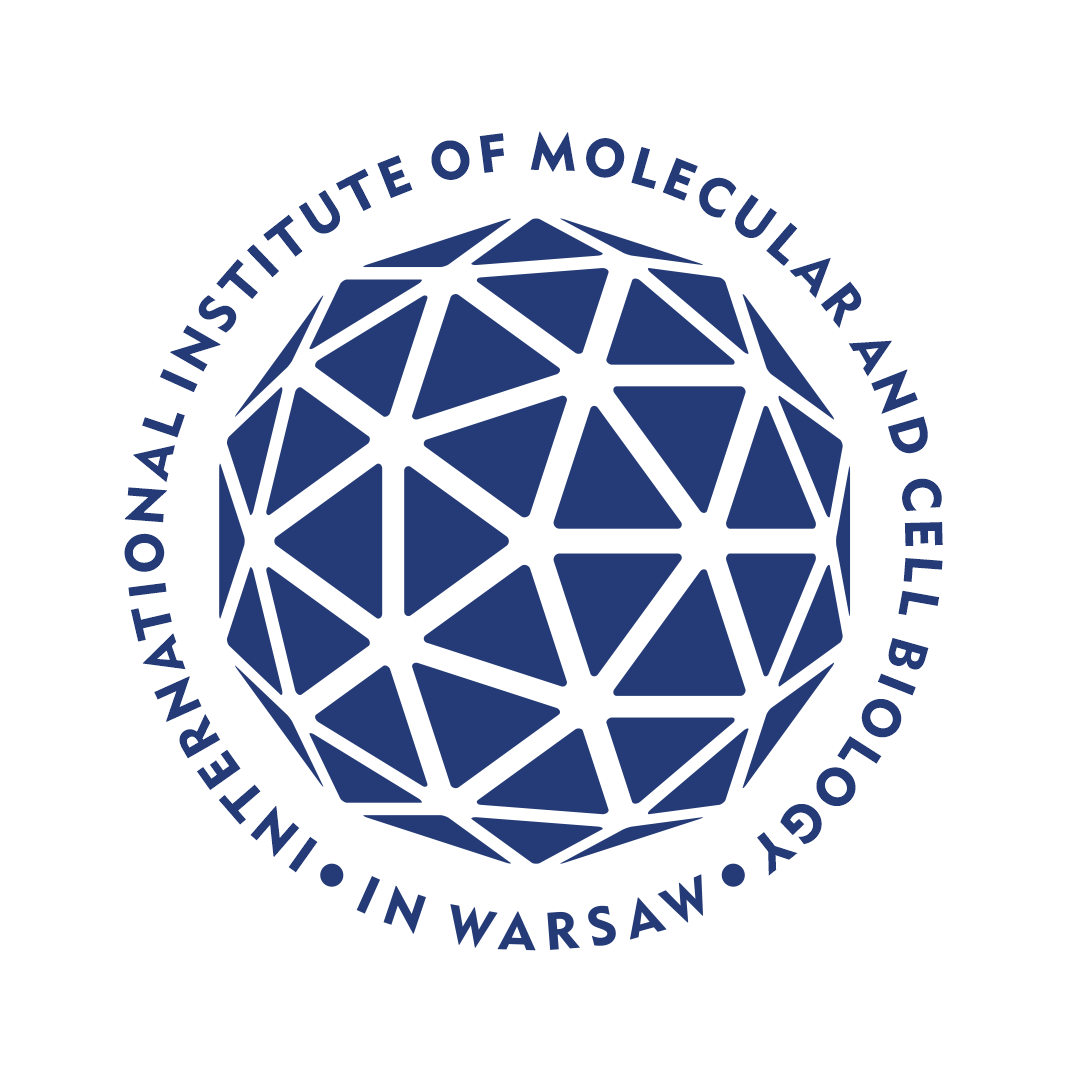 INTERNATIONAL INSTITUTE OF MOLECULAR AND CELL BIOLOGY
• IN WARSAW •